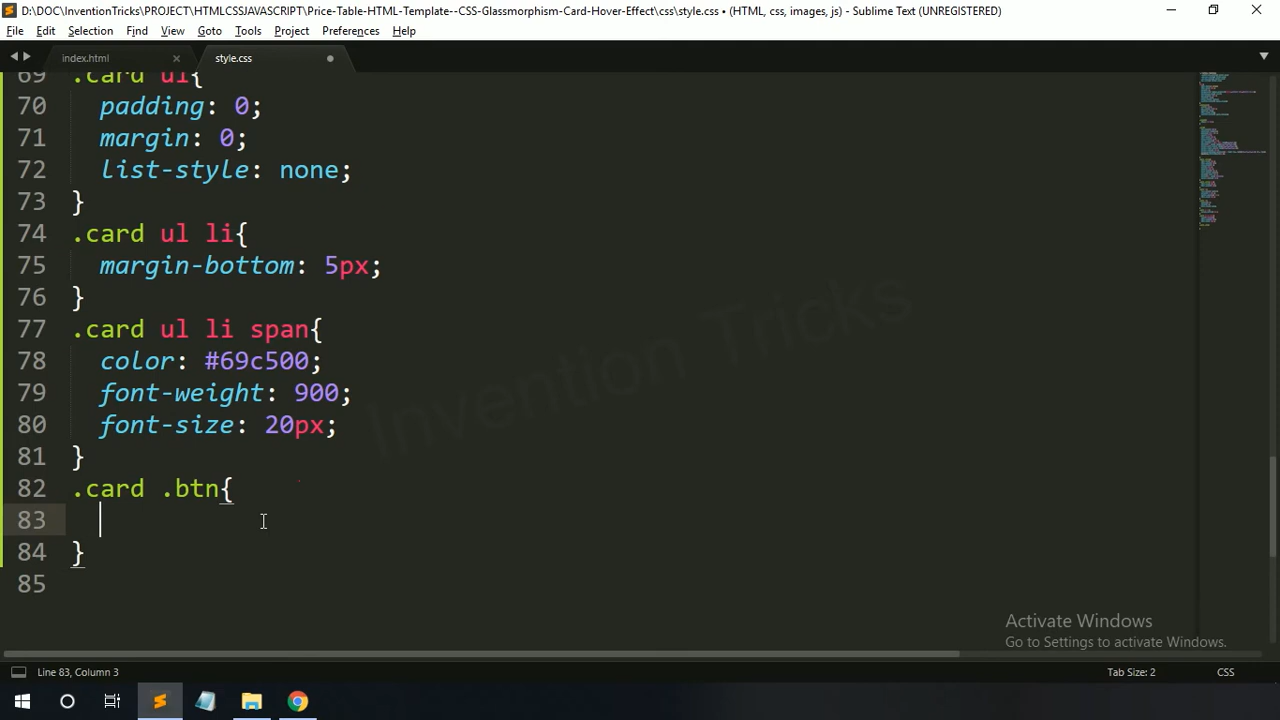 D:\DOC\InventionTricks\PROJECT\HTMLCSSJAVASCRIPT\Price-Table-HTML-Template--CSS-Glassmorphism-Card-Hover-Effect\css\style.css • (HTML, css, images, js) - Sublime Text (UNREGISTERED)
File Edit Selection Find View Goto Tools Project Preferences Help
index.html × style.css
69 .card ul{
70 padding: 0;
71 margin: 0;
72 list-style: none;
73 }
74 .card ul li{
75 margin-bottom: 5px;
76 }
77 .card ul li span{
78 color: #69c500;
79 font-weight: 900;
80 font-size: 20px;
81 }
82 .card .btn{
83
84 }
85
Invention Tricks
Activate Windows
Go to Settings to activate Windows.
Line 83, Column 3 Tab Size: 2 CSS